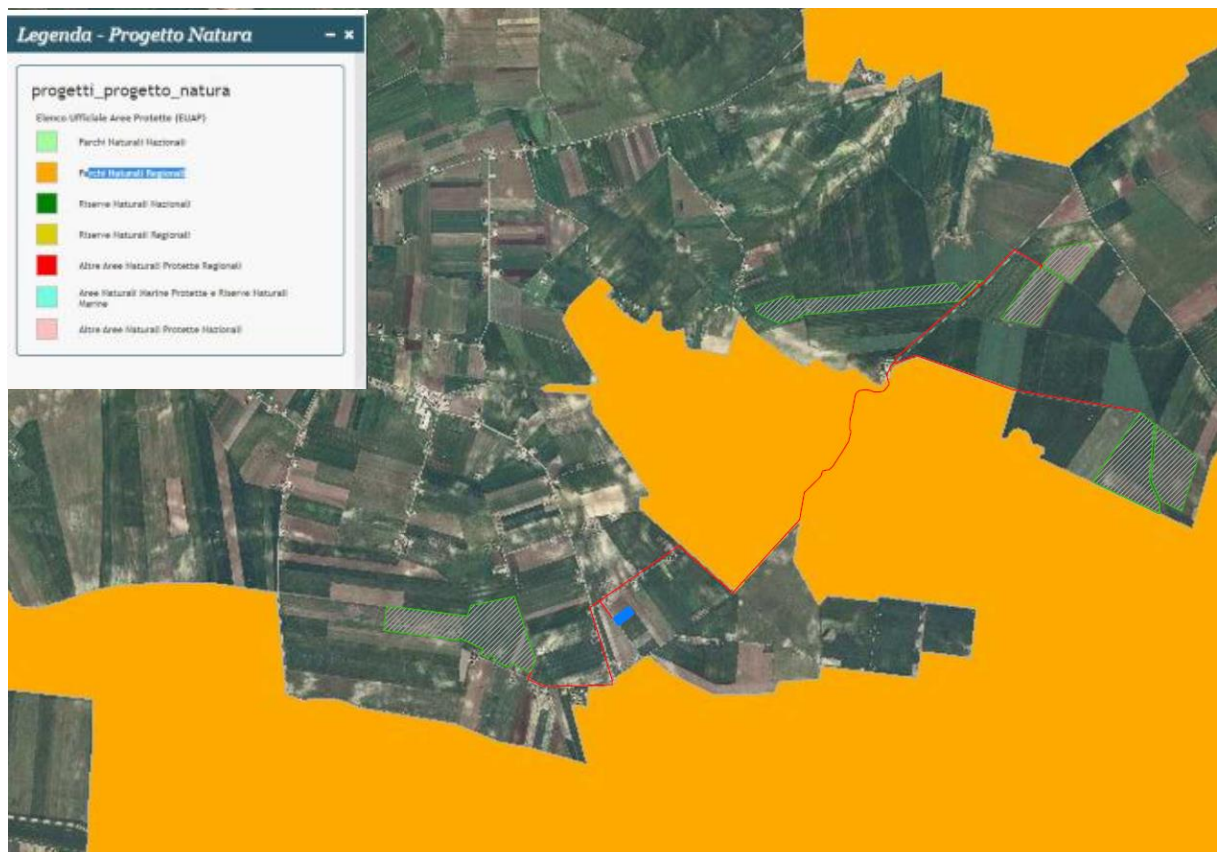 Legenda - Progetto Natura
progetti_progetto_natura
Elenco Ufficiale Aree Protette (EUAP)
Parchi Naturali Nazionali
Parchi Naturali Regionali
Riserve Naturali Nazionali
Riserve Naturali Regionali
Altre Aree Naturali Protette Regionali
Aree Naturali Marine Protette e Riserve Naturali
Marine
Altre Aree Naturali Protette Nazionali